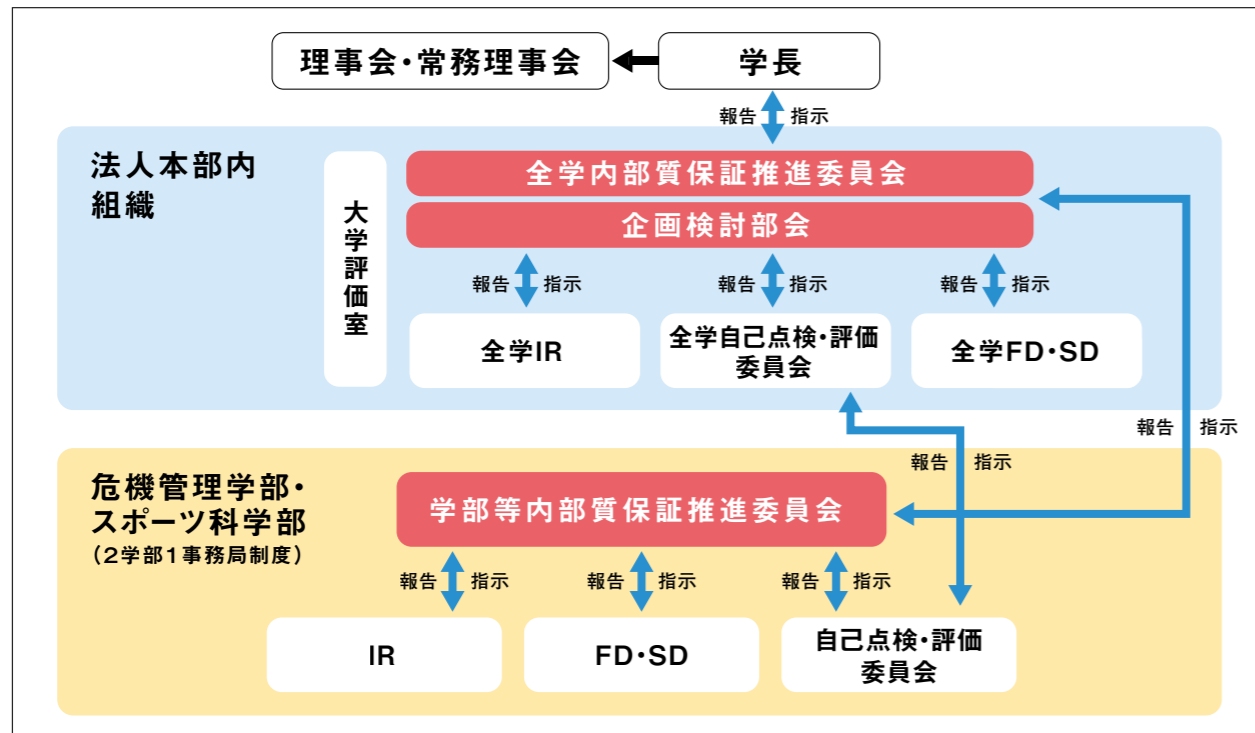 理事会・常務理事会
学長
報告 指示
法人本部内
組織
大学評価室
全学内部質保証推進委員会
企画検討部会
報告 指示
報告 指示
報告 指示
全学IR
全学自己点検・評価
委員会
全学FD・SD
報告 指示
報告 指示
危機管理学部・
スポーツ科学部
（2学部1事務局制度）
学部等内部質保証推進委員会
報告 指示
報告 指示
報告 指示
IR
FD・SD
自己点検・評価
委員会